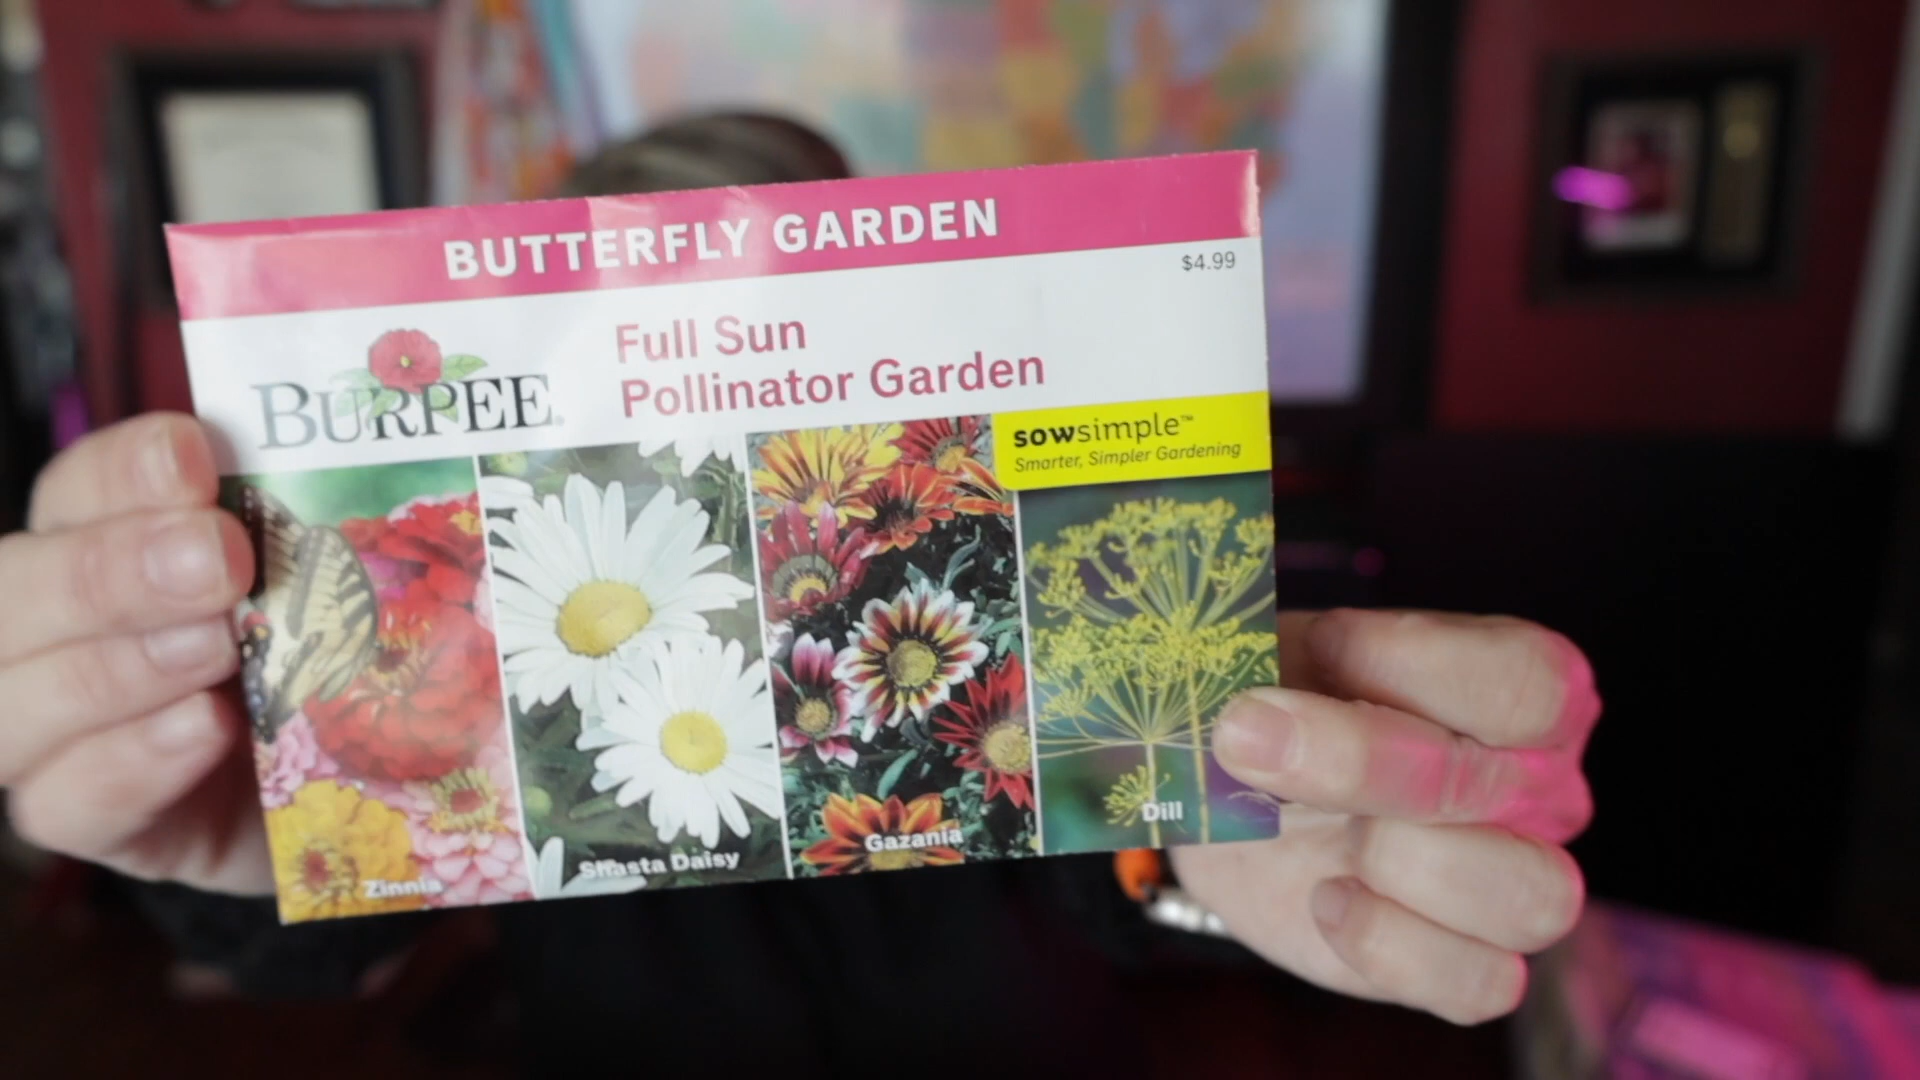 BUTTERFLY GARDEN
$4.99
BURPEE®
Full Sun
Pollinator Garden
sowsimple™
Smarter, Simpler Gardening
Zinnia
Shasta Daisy
Gazania
Dill